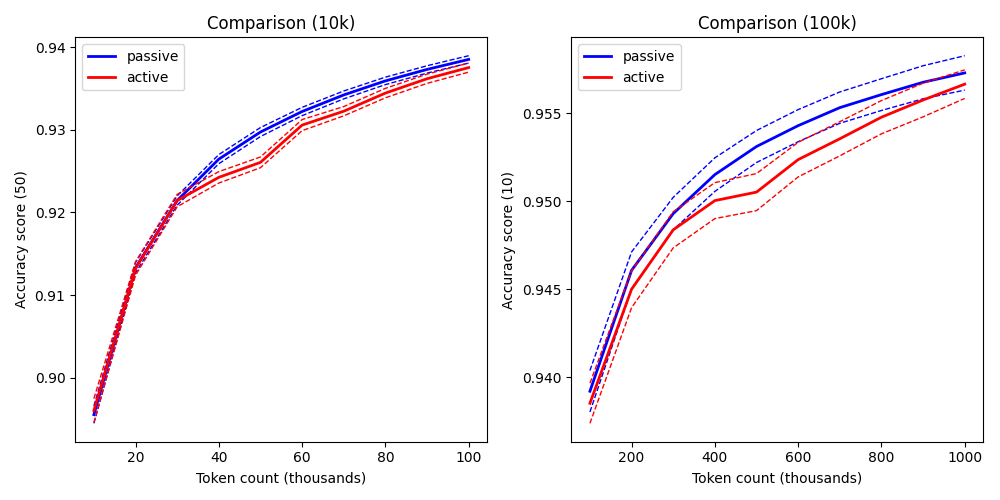 Comparison (10k)
passive
active
0.94
0.93
0.92
0.91
0.90
Accuracy score (50)
20
40
60
80
100
Token count (thousands)
Comparison (100k)
passive
active
0.955
0.950
0.945
0.940
Accuracy score (10)
200
400
600
800
1000
Token count (thousands)